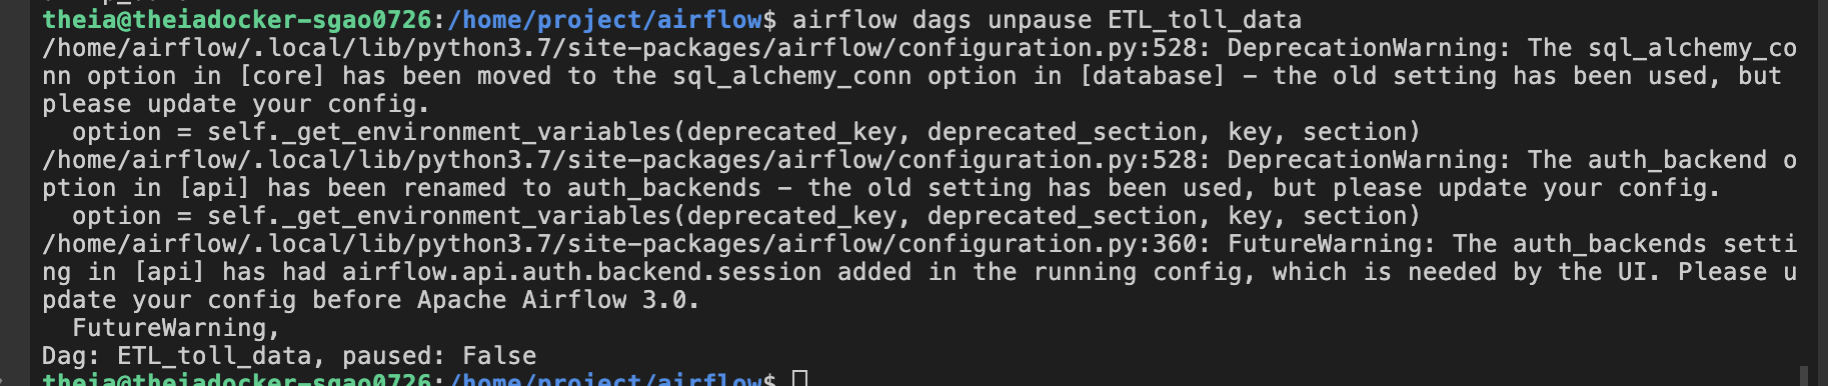 theia@theiadocker-sgao0726:/home/project/airflow$ airflow dags unpause ETL_toll_data
/home/airflow/.local/lib/python3.7/site-packages/airflow/configuration.py:528: DeprecationWarning: The sql_alchemy_co
nn option in [core] has been moved to the sql_alchemy_conn option in [database] – the old setting has been used, but
please update your config.
  option = self._get_environment_variables(deprecated_key, deprecated_section, key, section)
/home/airflow/.local/lib/python3.7/site-packages/airflow/configuration.py:528: DeprecationWarning: The auth_backend o
ption in [api] has been renamed to auth_backends – the old setting has been used, but please update your config.
  option = self._get_environment_variables(deprecated_key, deprecated_section, key, section)
/home/airflow/.local/lib/python3.7/site-packages/airflow/configuration.py:360: FutureWarning: The auth_backends setti
ng in [api] has had airflow.api.auth.backend.session added in the running config, which is needed by the UI. Please u
pdate your config before Apache Airflow 3.0.
  FutureWarning,
Dag: ETL_toll_data, paused: False
theia@theiadocker-sgao0726:/home/project/airflow$